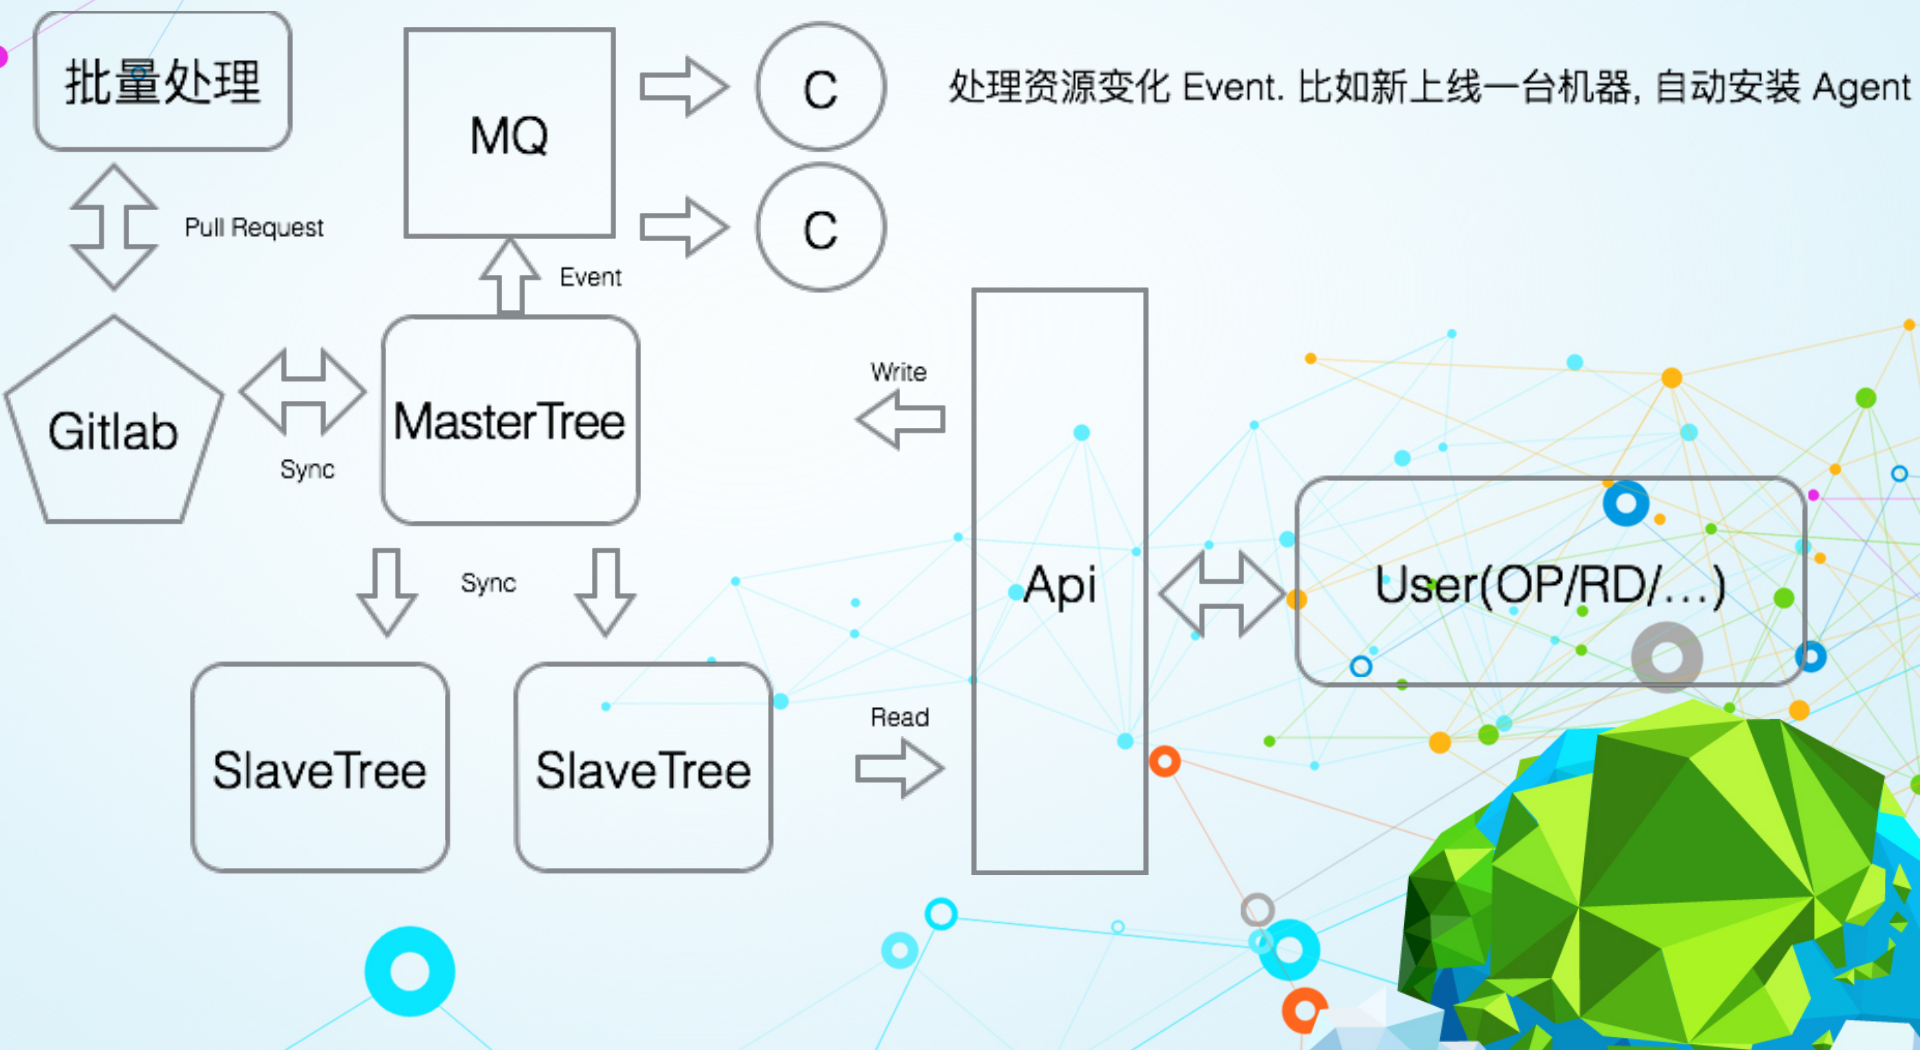 批量处理
MQ
C
处理资源变化 Event. 比如新上线一台机器, 自动安装 Agent
Pull Request
C
Event
Gitlab
Sync
MasterTree
Write
Sync
Api
User(OP/RD/...)
SlaveTree
SlaveTree
Read